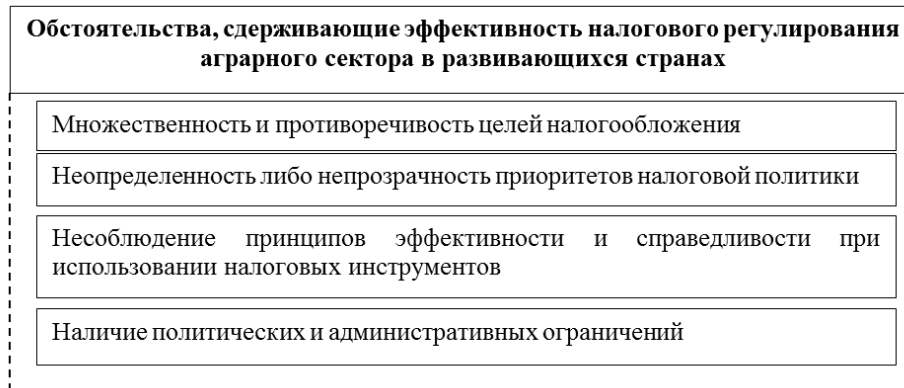 Обстоятельства, сдерживающие эффективность налогового регулирования
аграрного сектора в развивающихся странах
Множественность и противоречивость целей налогообложения
Неопределенность либо непрозрачность приоритетов налоговой политики
Несоблюдение принципов эффективности и справедливости при
использовании налоговых инструментов
Наличие политических и административных ограничений